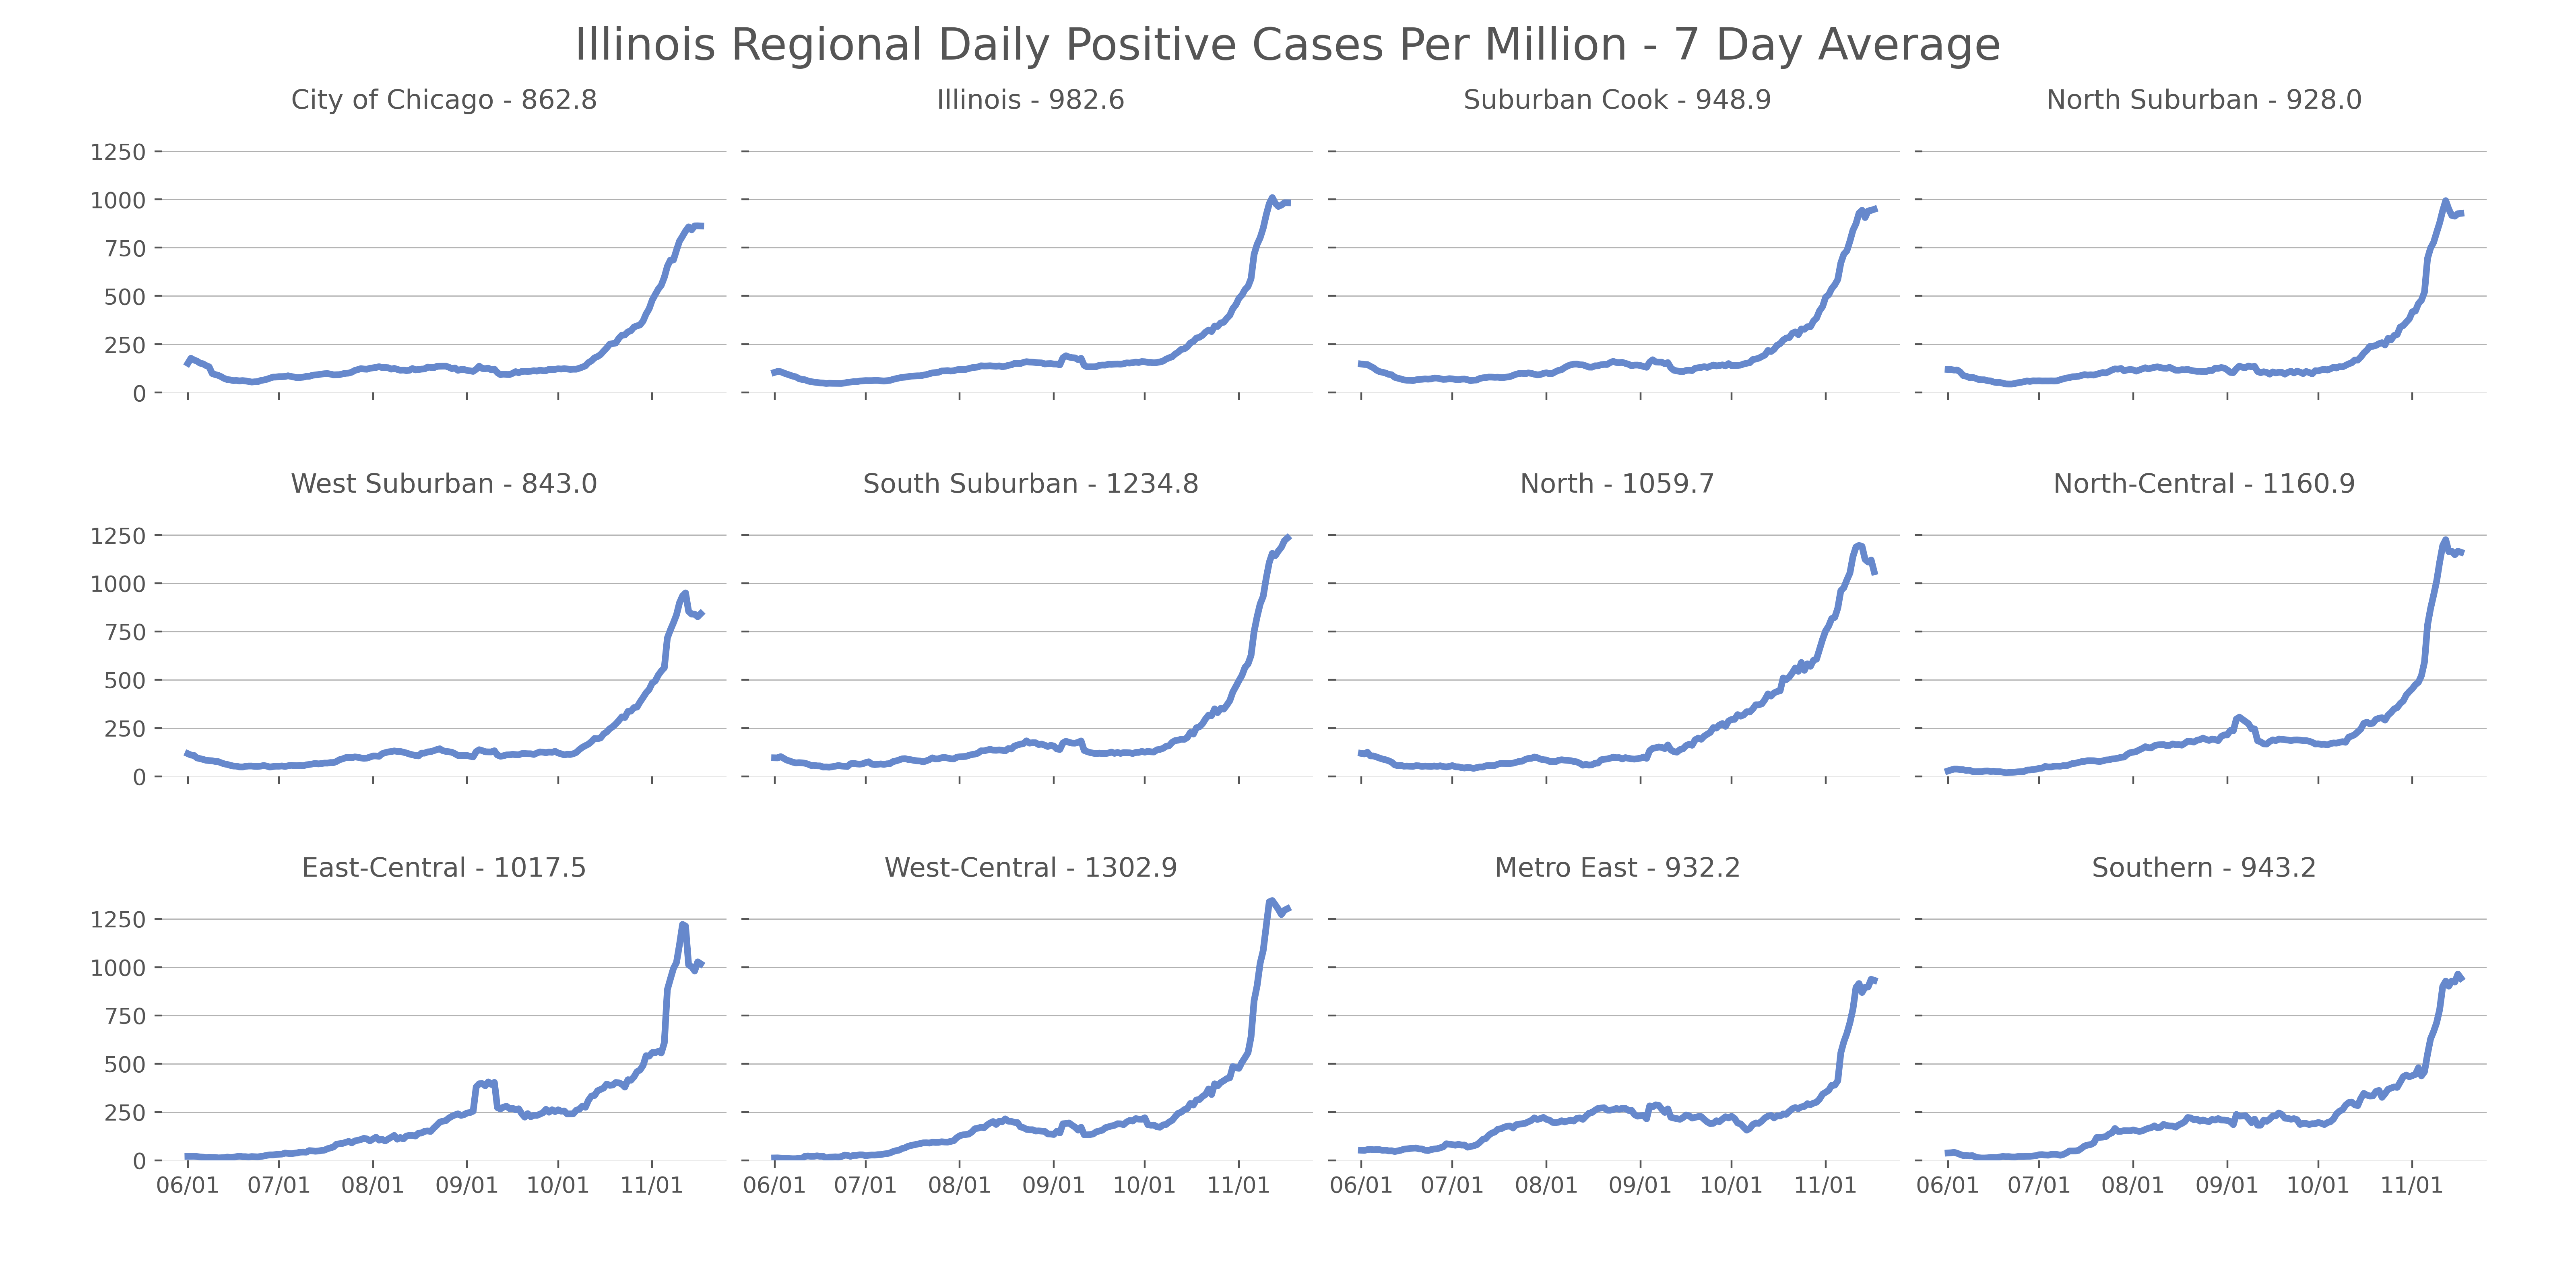 Illinois Regional Daily Positive Cases Per Million - 7 Day Average
City of Chicago - 862.8
Illinois - 982.6
Suburban Cook - 948.9
North Suburban - 928.0
1250
1000
750
500
250
0
West Suburban - 843.0
South Suburban - 1234.8
North - 1059.7
North-Central - 1160.9
1250
1000
750
500
250
0
East-Central - 1017.5
West-Central - 1302.9
Metro East - 932.2
Southern - 943.2
1250
1000
750
500
250
0
06/01 07/01 08/01 09/01 10/01 11/01
06/01 07/01 08/01 09/01 10/01 11/01
06/01 07/01 08/01 09/01 10/01 11/01
06/01 07/01 08/01 09/01 10/01 11/01